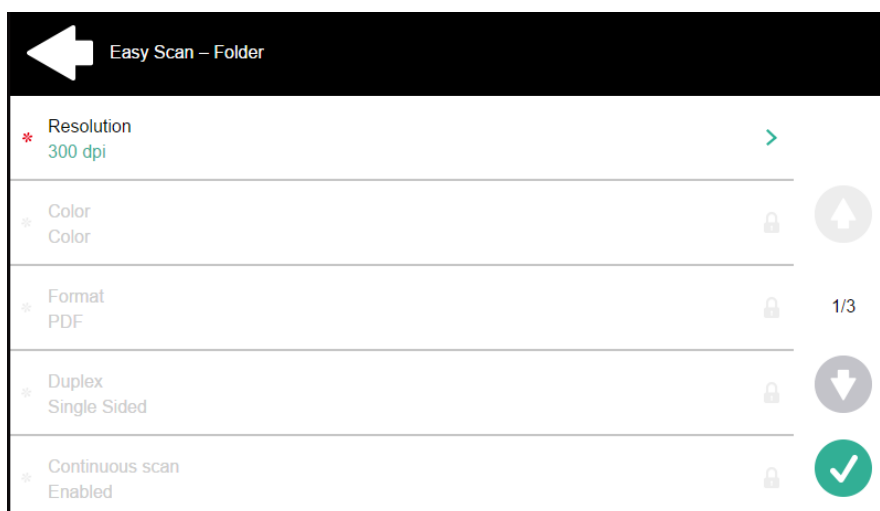 Easy Scan – Folder
* Resolution
300 dpi
* Color
Color
* Format
PDF
1/3
* Duplex
Single Sided
* Continuous scan
Enabled